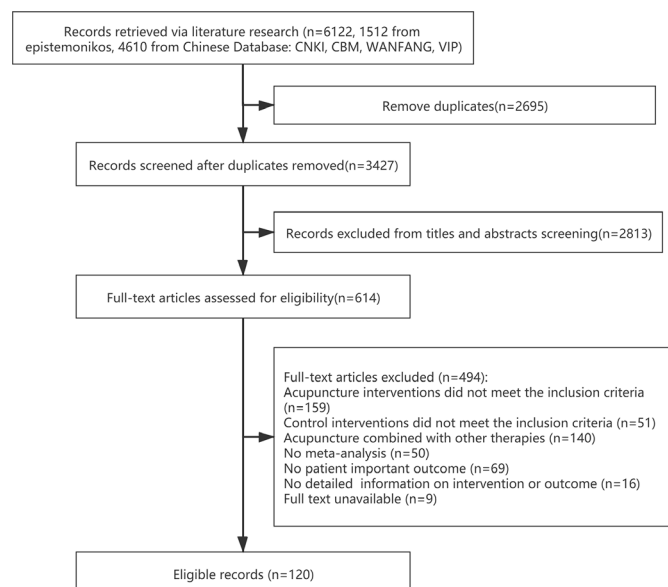 Records retrieved via literature research (n=6122, 1512 from
epistemonikos, 4610 from Chinese Database: CNKI, CBM, WANFANG, VIP)
Remove duplicates(n=2695)
Records screened after duplicates removed(n=3427)
Records excluded from titles and abstracts screening(n=2813)
Full-text articles assessed for eligibility(n=614)
Full-text articles excluded (n=494):
Acupuncture interventions did not meet the inclusion criteria
(n=159)
Control interventions did not meet the inclusion criteria (n=51)
Acupuncture combined with other therapies (n=140)
No meta-analysis (n=50)
No patient important outcome (n=69)
No detailed information on intervention or outcome (n=16)
Full text unavailable (n=9)
Eligible records (n=120)